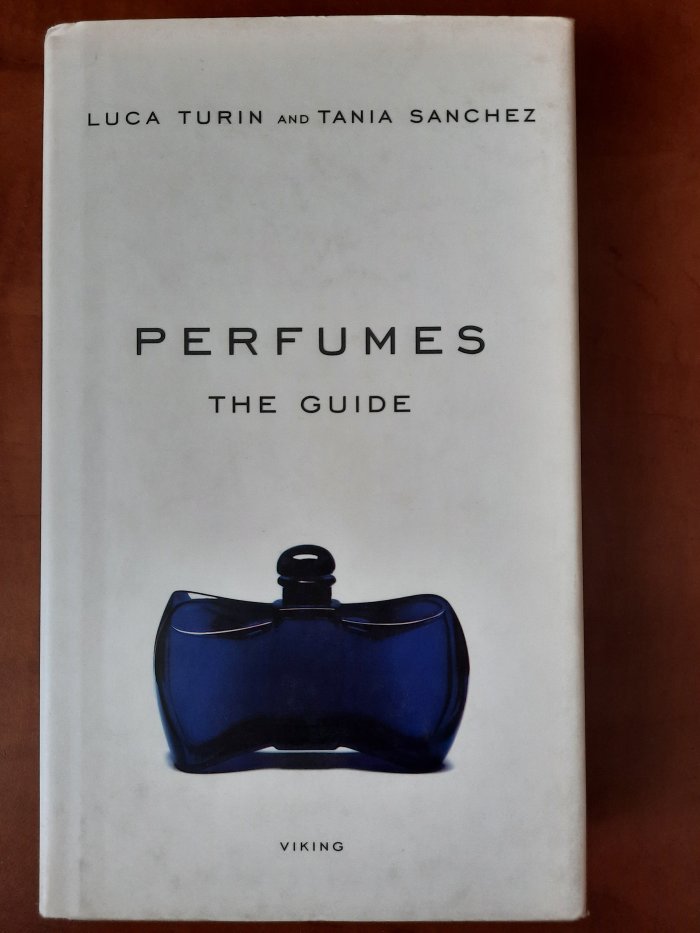 LUCA TURIN AND TANIA SANCHEZ
PERFUMES
THE GUIDE
VIKING